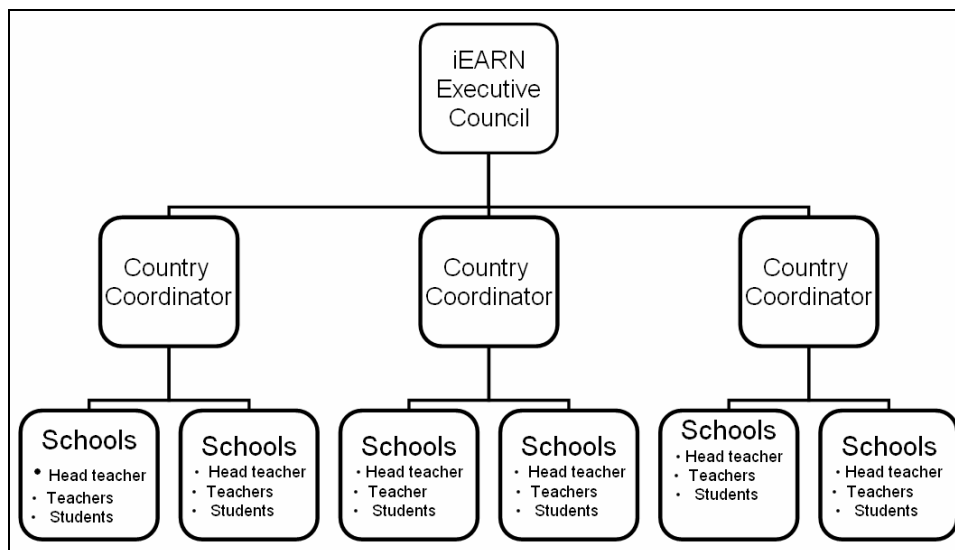 iEARN
Executive
Council
Country
Coordinator
Country
Coordinator
Country
Coordinator
Schools
• Head teacher
• Teachers
• Students
Schools
• Head teacher
• Teachers
• Students
Schools
• Head teacher
• Teacher
• Students
Schools
• Head teacher
• Teachers
• Students
Schools
• Head teacher
• Teachers
• Students
Schools
• Head teacher
• Teachers
• Students